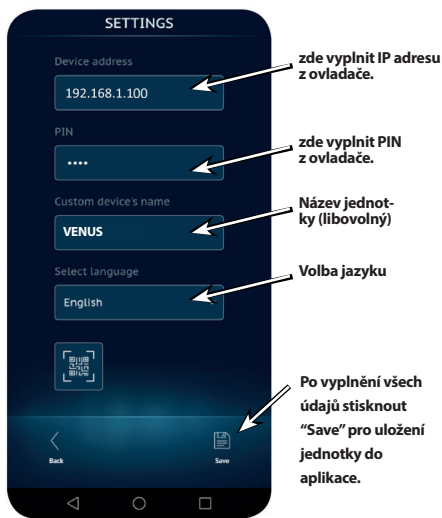 SETTINGS
Device address
192.168.1.100
zde vyplnit IP adresu
z ovladače.
PIN
••••
zde vyplnit PIN
z ovladače.
Custom device's name
VENUS
Název jednot-
ky (libovolný)
Select language
English
Volba jazyku
Po vyplnění všech
údajů stisknout
“Save” pro uložení
jednotky do
aplikace.
Back
Save